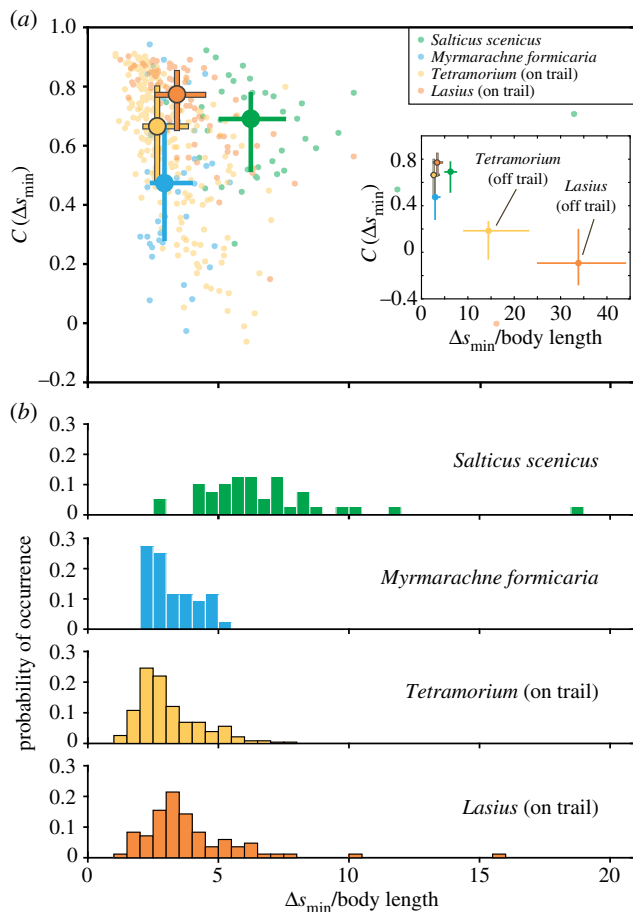 (a)
1.0
0.8
0.6
0.4
0.2
0
–0.2
C (Δs_min)
Salticus scenicus
Myrmarachne formicaria
Tetramorium (on trail)
Lasius (on trail)
0.8
0.4
0
–0.4
C (Δs_min)
Tetramorium
(off trail)
Lasius
(off trail)
0 10 20 30 40
Δs_min/body length
(b)
probability of occurrence
0.3
0.2
0.1
0
Salticus scenicus
0.3
0.2
0.1
0
Myrmarachne formicaria
0.3
0.2
0.1
0
Tetramorium (on trail)
0.3
0.2
0.1
0
Lasius (on trail)
0 5 10 15 20
Δs_min/body length